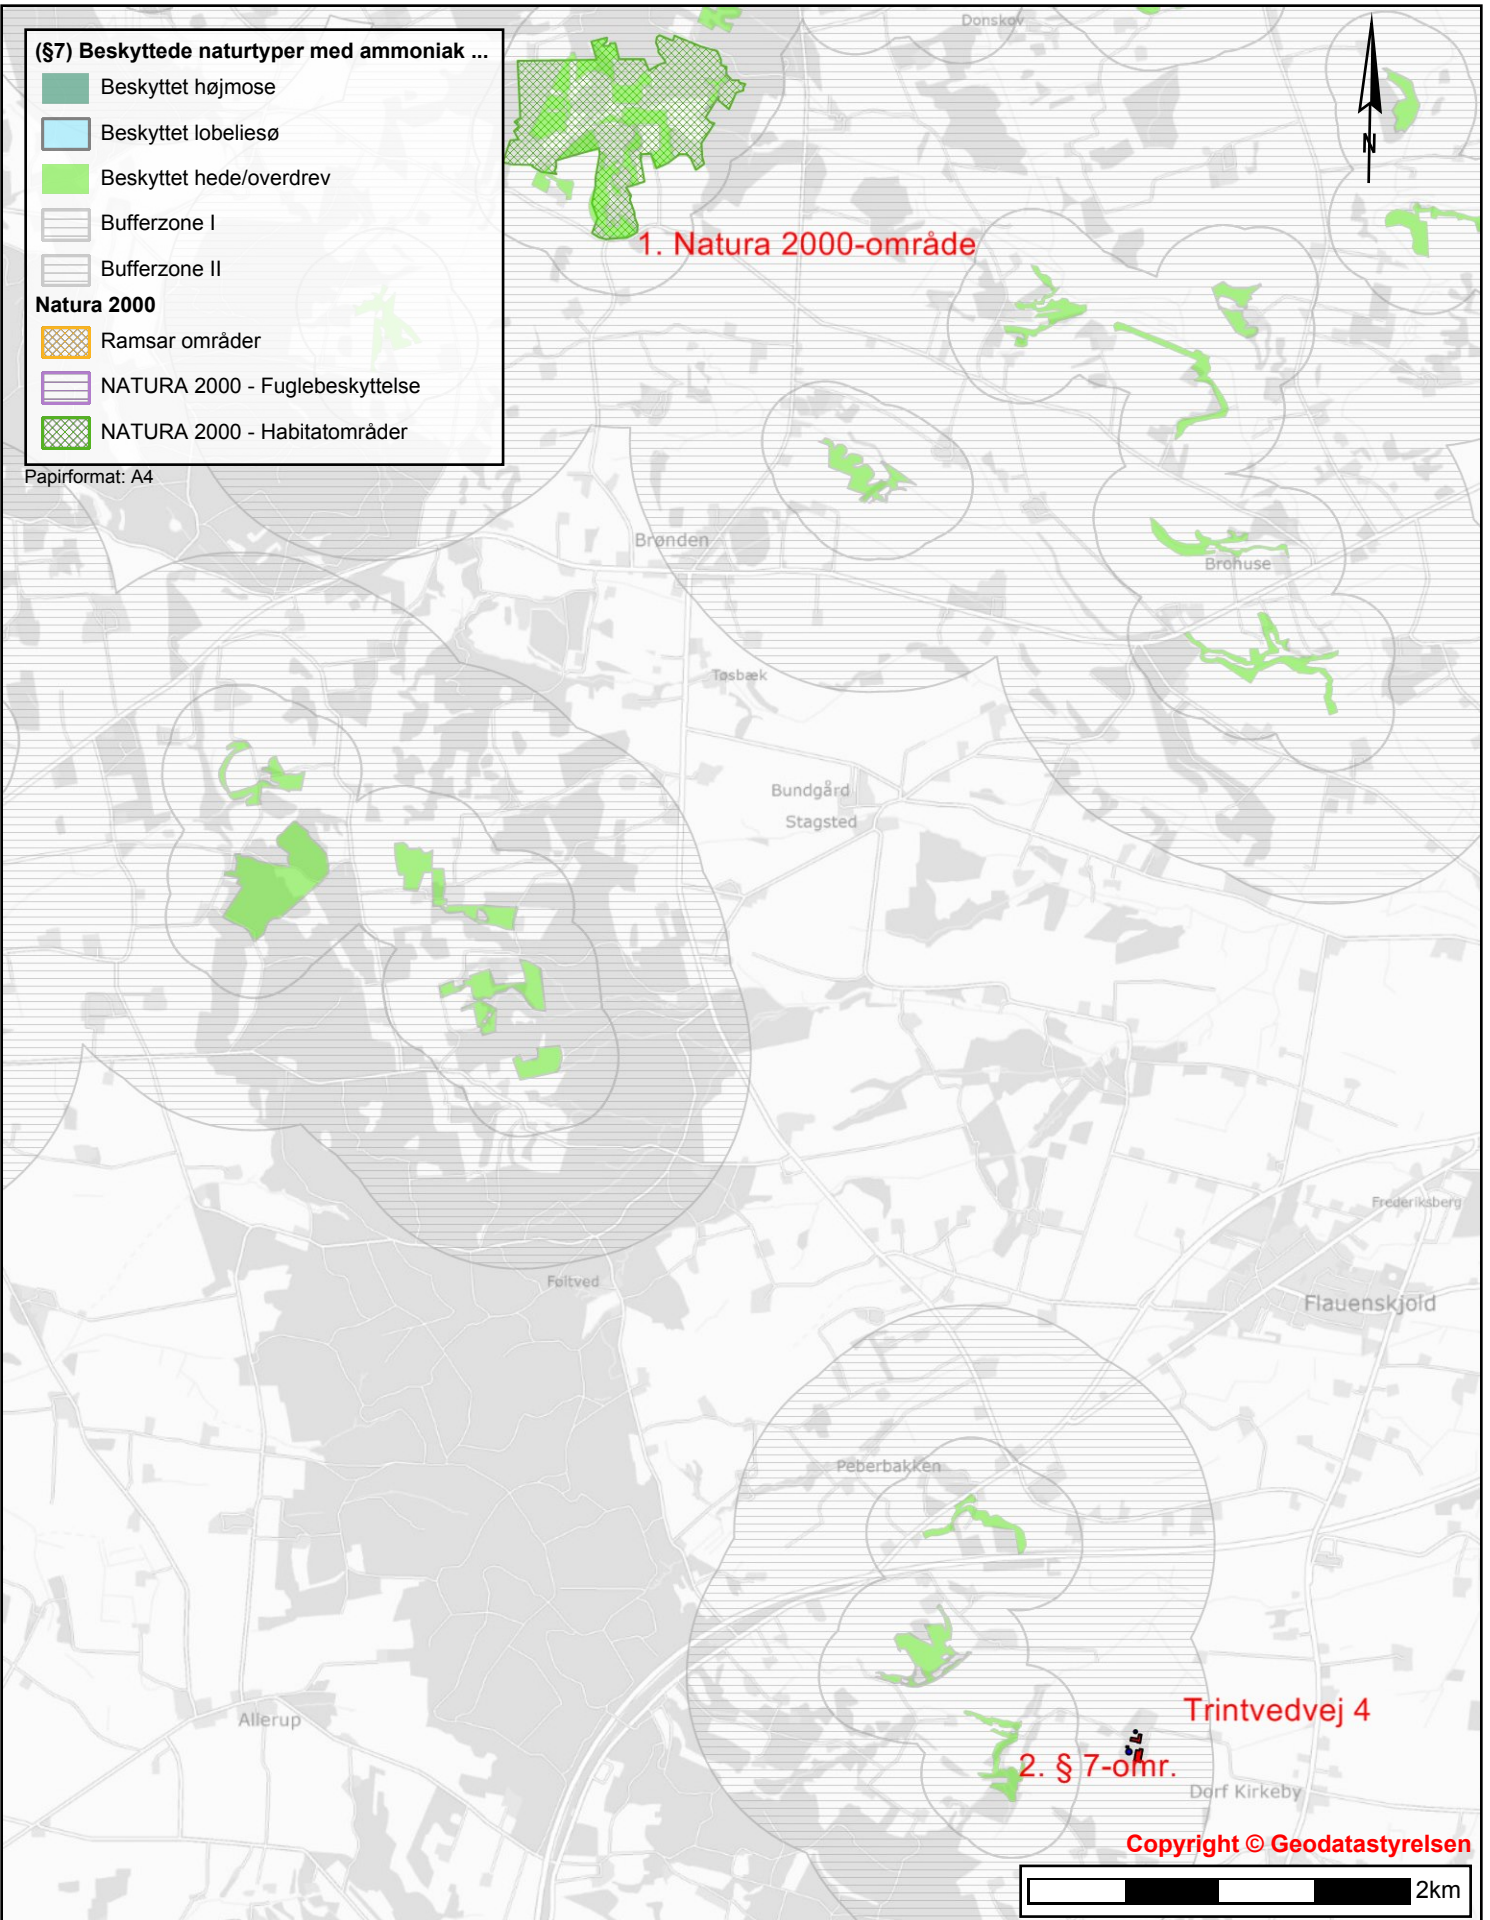 (§7) Beskyttede naturtyper med ammoniak ...
Beskyttet højmose
Beskyttet lobeliesø
Beskyttet hede/overdrev
Bufferzone I
Bufferzone II
Natura 2000
Ramsar områder
NATURA 2000 - Fuglebeskyttelse
NATURA 2000 - Habitatområder
Papirformat: A4
Donskov
N
1. Natura 2000-område
Brønden
Brohuse
Tøsbæk
Bundgård
Stagsted
Frederiksberg
Føltved
Flauenskjold
Peberbakken
Allerup
Trintvedvej 4
2. § 7-omr.
Dorf Kirkeby
Copyright © Geodatastyrelsen
2km